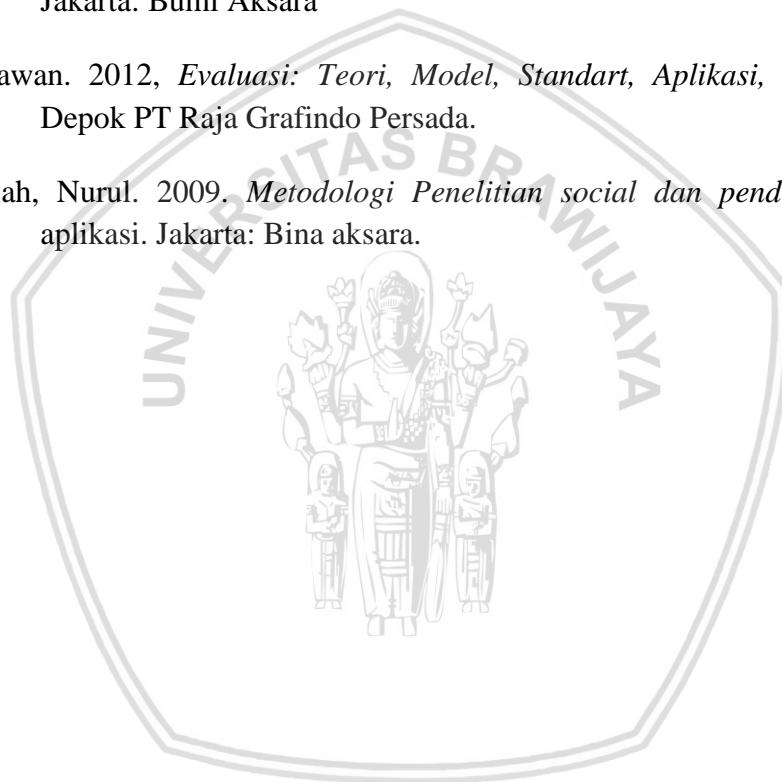 Jakarta: Bumi Aksara
awan. 2012, Evaluasi: Teori, Model, Standart, Aplikasi,
Depok PT Raja Grafindo Persada.
ah, Nurul. 2009. Metodologi Penelitian social dan pend
aplikasi. Jakarta: Bina aksara.
UNIVERSITAS BRAWIJAYA